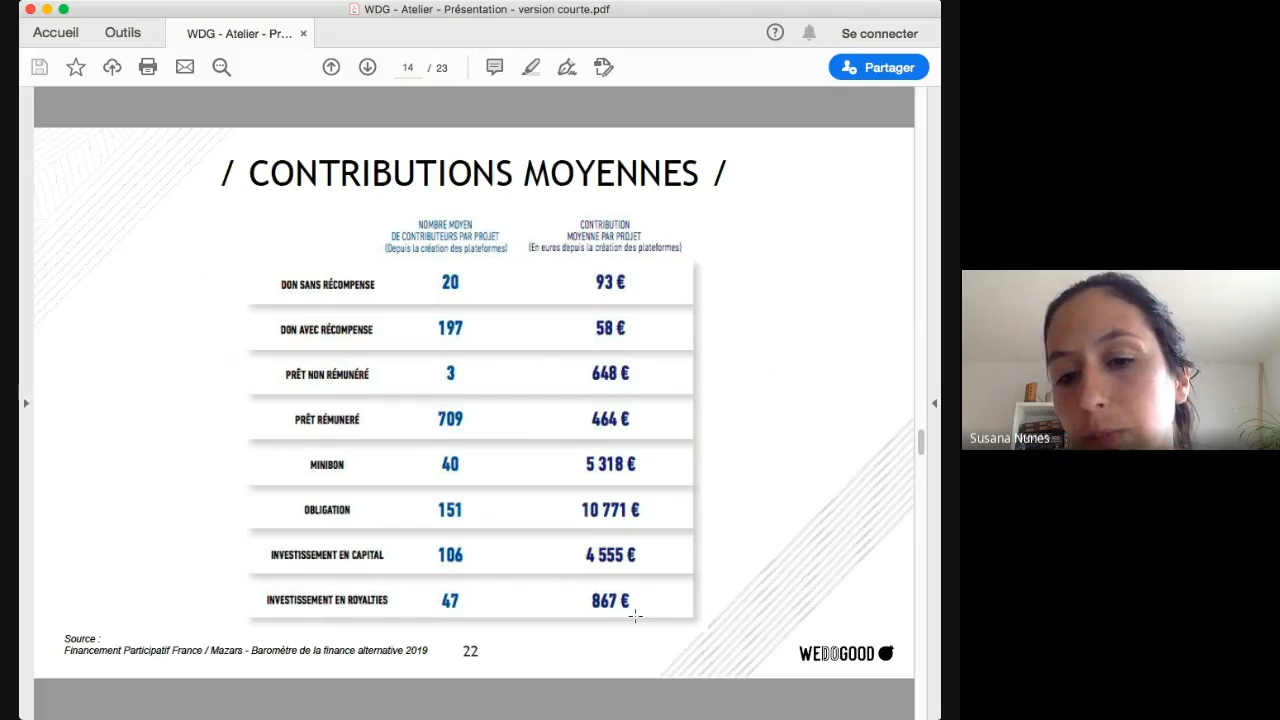 WDG - Atelier - Présentation - version courte.pdf
Accueil Outils WDG - Atelier - Pr... × ? Se connecter
14 / 23 Partager
/ CONTRIBUTIONS MOYENNES /
NOMBRE MOYEN
DE CONTRIBUTEURS PAR PROJET
(Depuis la création des plateformes)
CONTRIBUTION
MOYENNE PAR PROJET
(En euros depuis la création des plateformes)
DON SANS RÉCOMPENSE 20 93 €
DON AVEC RÉCOMPENSE 197 58 €
PRÊT NON RÉMUNÉRÉ 3 648 €
PRÊT RÉMUNERÉ 709 464 €
MINIBON 40 5 318 €
OBLIGATION 151 10 771 €
INVESTISSEMENT EN CAPITAL 106 4 555 €
INVESTISSEMENT EN ROYALTIES 47 867 €
Source :
Financement Participatif France / Mazars - Baromètre de la finance alternative 2019
22
WEDOGOOD
Susana Nunes